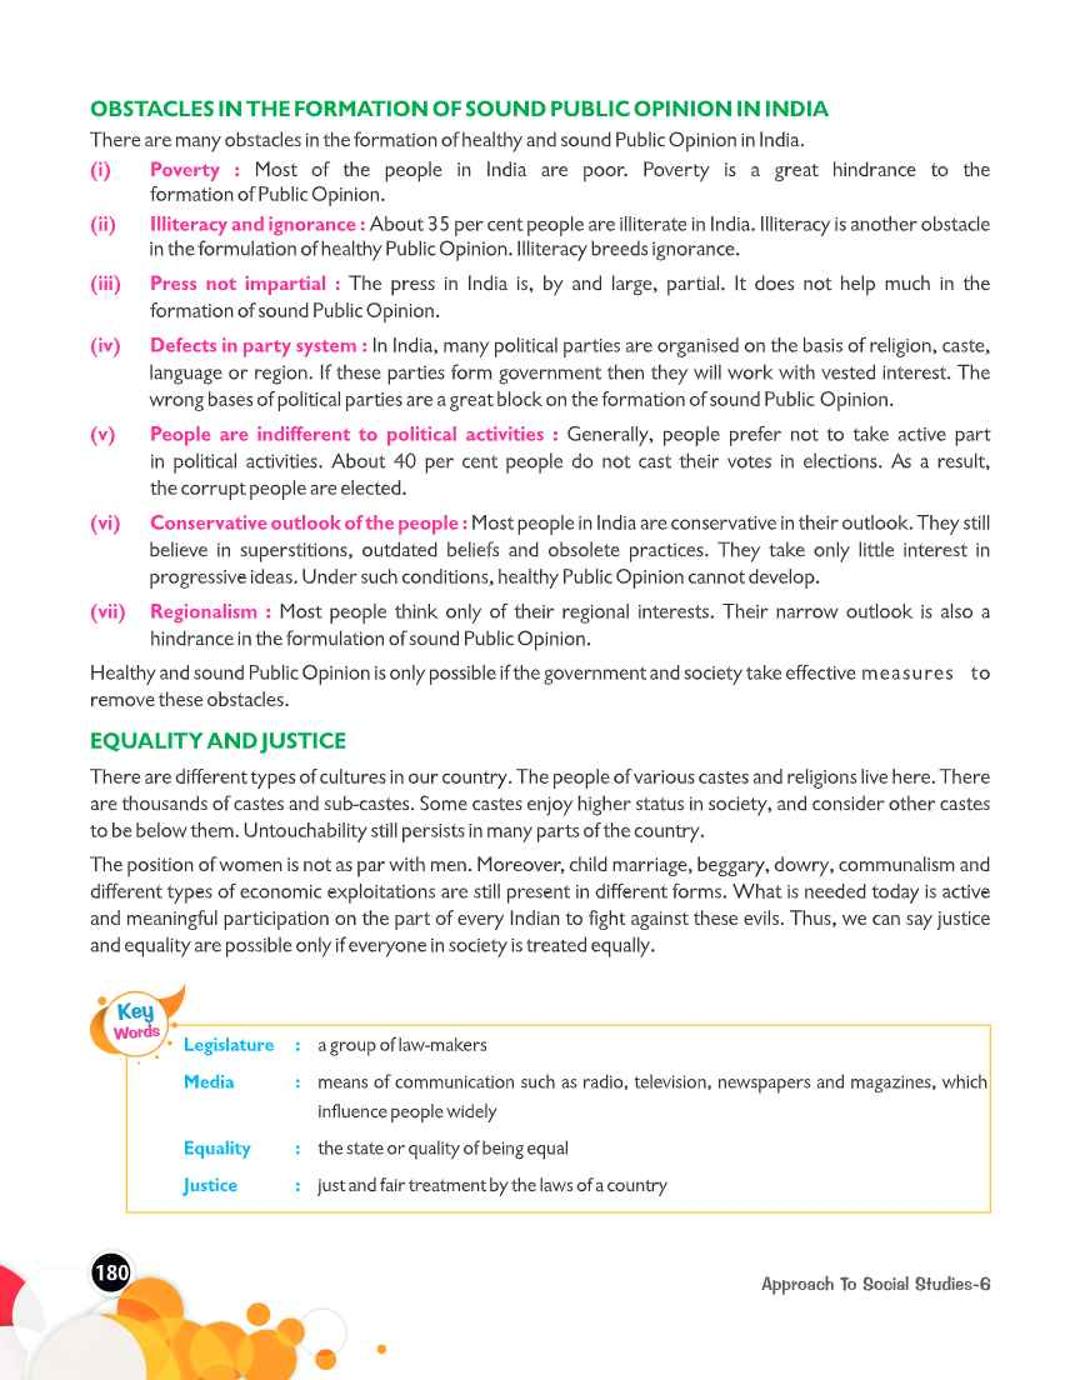 OBSTACLES IN THE FORMATION OF SOUND PUBLIC OPINION IN INDIA
There are many obstacles in the formation of healthy and sound Public Opinion in India.
(i) Poverty : Most of the people in India are poor. Poverty is a great hindrance to the
formation of Public Opinion.
(ii) Illiteracy and ignorance : About 35 per cent people are illiterate in India. Illiteracy is another obstacle
in the formulation of healthy Public Opinion. Illiteracy breeds ignorance.
(iii) Press not impartial : The press in India is, by and large, partial. It does not help much in the
formation of sound Public Opinion.
(iv) Defects in party system : In India, many political parties are organised on the basis of religion, caste,
language or region. If these parties form government then they will work with vested interest. The
wrong bases of political parties are a great block on the formation of sound Public Opinion.
(v) People are indifferent to political activities : Generally, people prefer not to take active part
in political activities. About 40 per cent people do not cast their votes in elections. As a result,
the corrupt people are elected.
(vi) Conservative outlook of the people : Most people in India are conservative in their outlook. They still
believe in superstitions, outdated beliefs and obsolete practices. They take only little interest in
progressive ideas. Under such conditions, healthy Public Opinion cannot develop.
(vii) Regionalism : Most people think only of their regional interests. Their narrow outlook is also a
hindrance in the formulation of sound Public Opinion.
Healthy and sound Public Opinion is only possible if the government and society take effective measures to
remove these obstacles.
EQUALITY AND JUSTICE
There are different types of cultures in our country. The people of various castes and religions live here. There
are thousands of castes and sub-castes. Some castes enjoy higher status in society, and consider other castes
to be below them. Untouchability still persists in many parts of the country.
The position of women is not as par with men. Moreover, child marriage, beggary, dowry, communalism and
different types of economic exploitations are still present in different forms. What is needed today is active
and meaningful participation on the part of every Indian to fight against these evils. Thus, we can say justice
and equality are possible only if everyone in society is treated equally.
Key
Words
Legislature : a group of law-makers
Media : means of communication such as radio, television, newspapers and magazines, which
influence people widely
Equality : the state or quality of being equal
Justice : just and fair treatment by the laws of a country
180
Approach To Social Studies-6